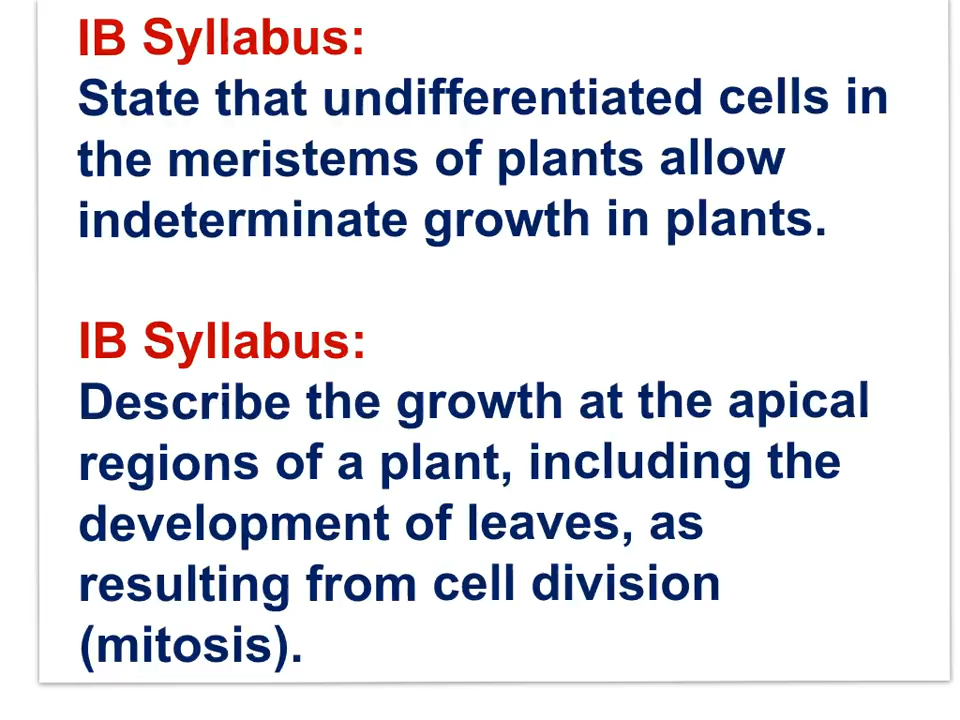 IB Syllabus:
State that undifferentiated cells in
the meristems of plants allow
indeterminate growth in plants.
IB Syllabus:
Describe the growth at the apical
regions of a plant, including the
development of leaves, as
resulting from cell division
(mitosis).